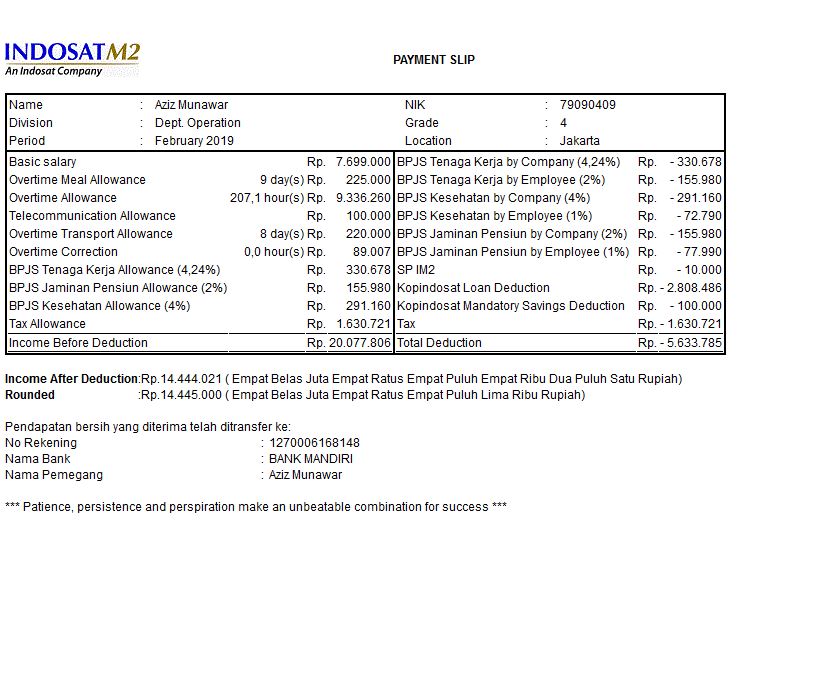 INDOSATM2
An Indosat Company
PAYMENT SLIP
Name : Aziz Munawar NIK : 79090409
Division : Dept. Operation Grade : 4
Period : February 2019 Location : Jakarta
Basic salary Rp. 7.699.000 BPJS Tenaga Kerja by Company (4,24%) Rp. - 330.678
Overtime Meal Allowance 9 day(s) Rp. 225.000 BPJS Tenaga Kerja by Employee (2%) Rp. - 155.980
Overtime Allowance 207,1 hour(s) Rp. 9.336.260 BPJS Kesehatan by Company (4%) Rp. - 291.160
Telecommunication Allowance Rp. 100.000 BPJS Kesehatan by Employee (1%) Rp. - 72.790
Overtime Transport Allowance 8 day(s) Rp. 220.000 BPJS Jaminan Pensiun by Company (2%) Rp. - 155.980
Overtime Correction 0,0 hour(s) Rp. 89.007 BPJS Jaminan Pensiun by Employee (1%) Rp. - 77.990
BPJS Tenaga Kerja Allowance (4,24%) Rp. 330.678 SP IM2 Rp. - 10.000
BPJS Jaminan Pensiun Allowance (2%) Rp. 155.980 Kopindosat Loan Deduction Rp. - 2.808.486
BPJS Kesehatan Allowance (4%) Rp. 291.160 Kopindosat Mandatory Savings Deduction Rp. - 100.000
Tax Allowance Rp. 1.630.721 Tax Rp. - 1.630.721
Income Before Deduction Rp. 20.077.806 Total Deduction Rp. - 5.633.785
Income After Deduction :Rp.14.444.021 ( Empat Belas Juta Empat Ratus Empat Puluh Empat Ribu Dua Puluh Satu Rupiah)
Rounded :Rp.14.445.000 ( Empat Belas Juta Empat Ratus Empat Puluh Lima Ribu Rupiah)
Pendapatan bersih yang diterima telah ditransfer ke:
No Rekening : 1270006168148
Nama Bank : BANK MANDIRI
Nama Pemegang : Aziz Munawar
*** Patience, persistence and perspiration make an unbeatable combination for success ***